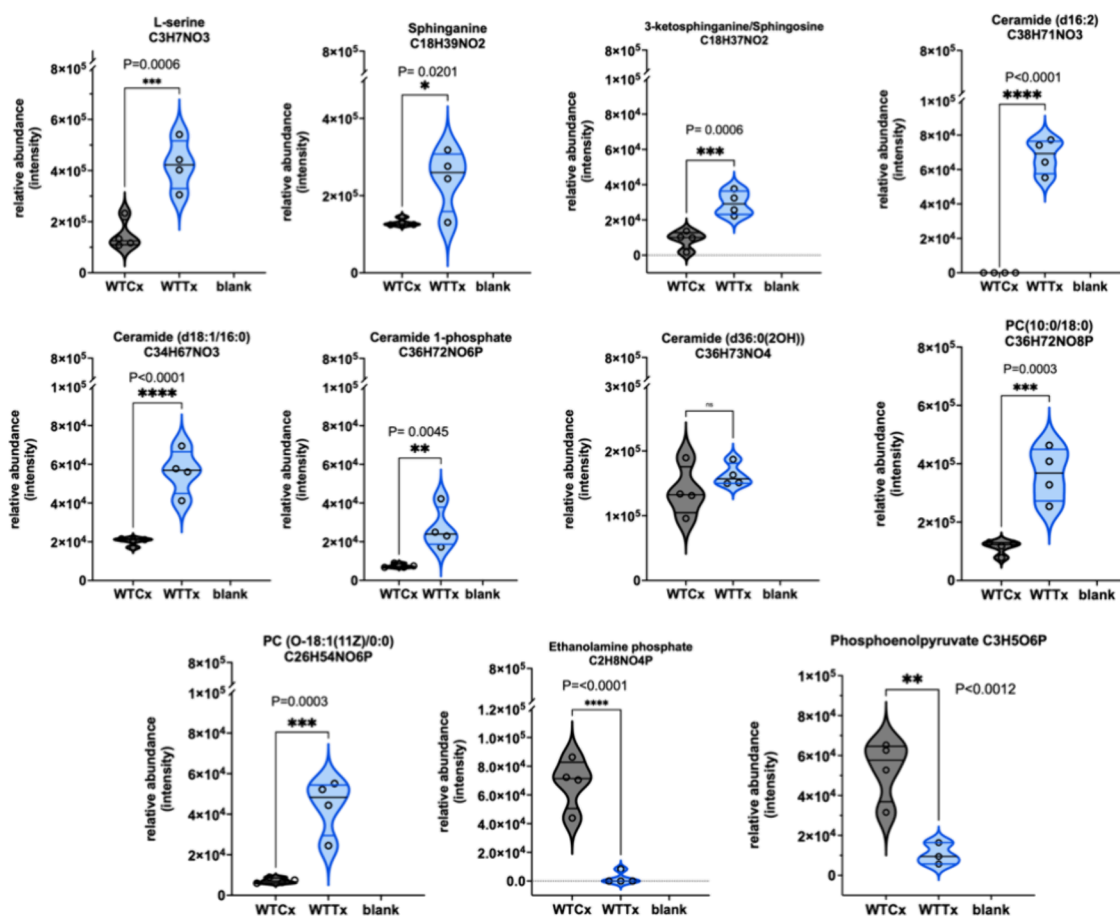 L-serine
C3H7NO3
relative abundance
(intensity)
8×10⁵
6×10⁵
4×10⁵
2×10⁵
0
P=0.0006
***
WTCx WTTx blank
Sphinganine
C18H39NO2
relative abundance
(intensity)
8×10⁵
4×10⁵
2×10⁵
0
P= 0.0201
*
WTCx WTTx blank
3-ketosphinganine/Sphingosine
C18H37NO2
relative abundance
(intensity)
8×10⁵
1×10⁵
8×10⁴
6×10⁴
4×10⁴
2×10⁴
0
P= 0.0006
***
WTCx WTTx blank
Ceramide (d16:2)
C38H71NO3
relative abundance
(intensity)
8×10⁵
1×10⁵
8×10⁴
6×10⁴
4×10⁴
2×10⁴
0
P<0.0001
****
WTCx WTTx blank
Ceramide (d18:1/16:0)
C34H67NO3
relative abundance
(intensity)
8×10⁵
1×10⁵
8×10⁴
6×10⁴
4×10⁴
2×10⁴
0
P<0.0001
****
WTCx WTTx blank
Ceramide 1-phosphate
C36H72NO6P
relative abundance
(intensity)
8×10⁵
1×10⁵
8×10⁴
6×10⁴
4×10⁴
2×10⁴
0
P= 0.0045
**
WTCx WTTx blank
Ceramide (d36:0(2OH))
C36H73NO4
relative abundance
(intensity)
8×10⁵
3×10⁵
2×10⁵
1×10⁵
0
ns
WTCx WTTx blank
PC(10:0/18:0)
C36H72NO8P
relative abundance
(intensity)
8×10⁵
6×10⁵
4×10⁵
2×10⁵
0
P=0.0003
***
WTCx WTTx blank
PC (O-18:1(11Z)/0:0)
C26H54NO6P
relative abundance
(intensity)
8×10⁵
1×10⁵
8×10⁴
6×10⁴
4×10⁴
2×10⁴
0
P=0.0003
***
WTCx WTTx blank
Ethanolamine phosphate
C2H8NO4P
relative abundance
(intensity)
8×10⁵
1.2×10⁵
1.0×10⁵
8.0×10⁴
6.0×10⁴
4.0×10⁴
2.0×10⁴
0.0
P=<0.0001
****
WTCx WTTx blank
Phosphoenolpyruvate C3H5O6P
relative abundance
(intensity)
1×10⁵
8×10⁴
6×10⁴
4×10⁴
2×10⁴
0
**
P<0.0012
WTCx WTTx blank